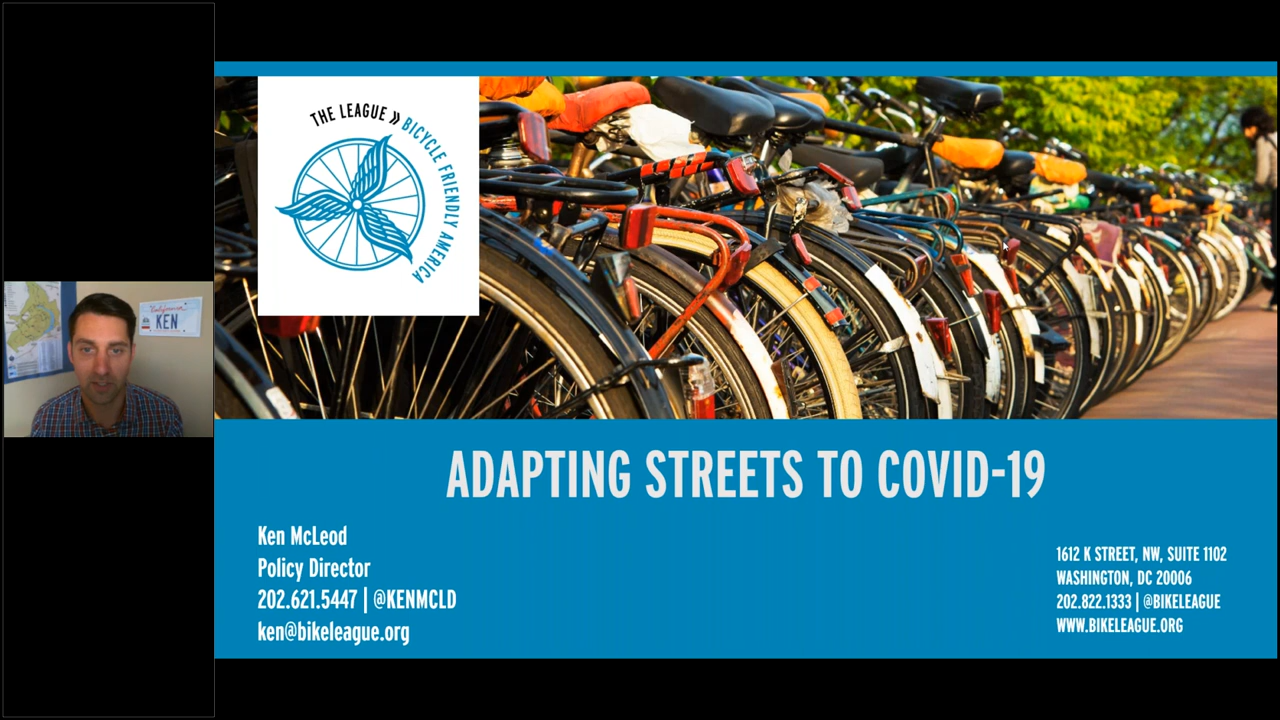 THE LEAGUE » BICYCLE FRIENDLY AMERICA
California
KEN
ADAPTING STREETS TO COVID-19
Ken McLeod
Policy Director
202.621.5447 | @KENMCLD
ken@bikeleague.org
1612 K STREET, NW, SUITE 1102
WASHINGTON, DC 20006
202.822.1333 | @BIKELEAGUE
WWW.BIKELEAGUE.ORG